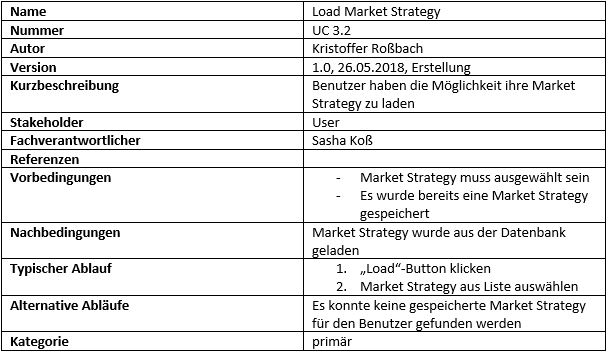 Name Load Market Strategy
Nummer UC 3.2
Autor Kristoffer Roßbach
Version 1.0, 26.05.2018, Erstellung
Kurzbeschreibung Benutzer haben die Möglichkeit ihre Market
Strategy zu laden
Stakeholder User
Fachverantwortlicher Sasha Koß
Referenzen
Vorbedingungen - Market Strategy muss ausgewählt sein
- Es wurde bereits eine Market Strategy
gespeichert
Nachbedingungen Market Strategy wurde aus der Datenbank
geladen
Typischer Ablauf 1. „Load“-Button klicken
2. Market Strategy aus Liste auswählen
Alternative Abläufe Es konnte keine gespeicherte Market Strategy
für den Benutzer gefunden werden
Kategorie primär